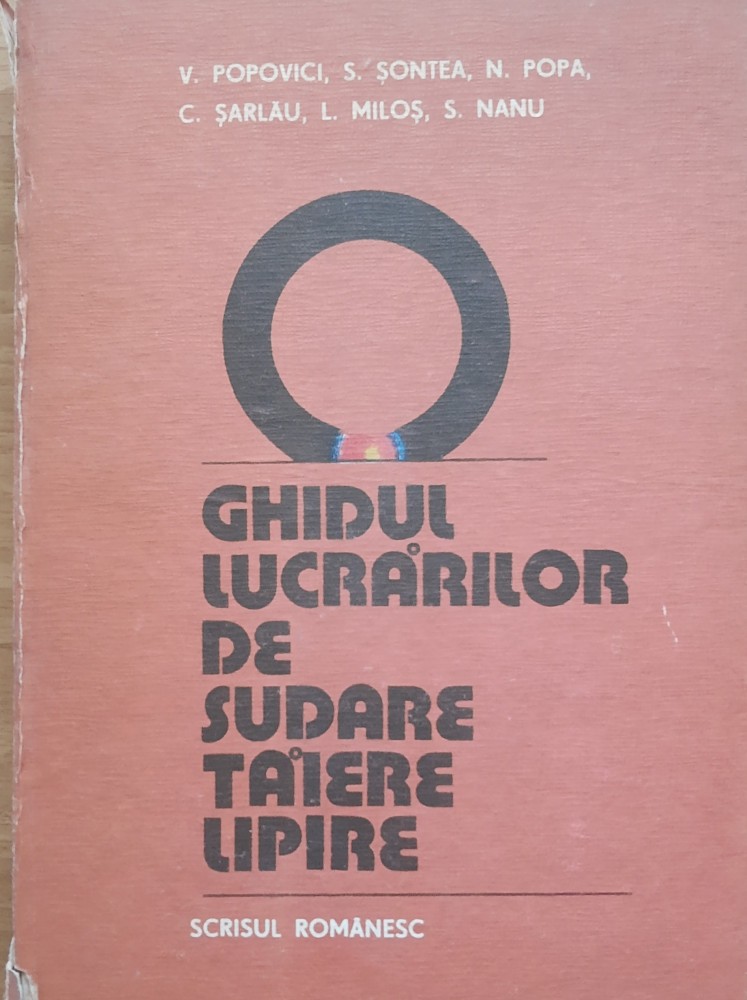 V. POPOVICI, S. ȘONTEA, N. POPA,
C. ȘARLĂU, L. MILOȘ, S. NANU
GHIDUL
LUCRĂRILOR
DE
SUDARE
TĂIERE
LIPIRE
SCRISUL ROMÂNESC